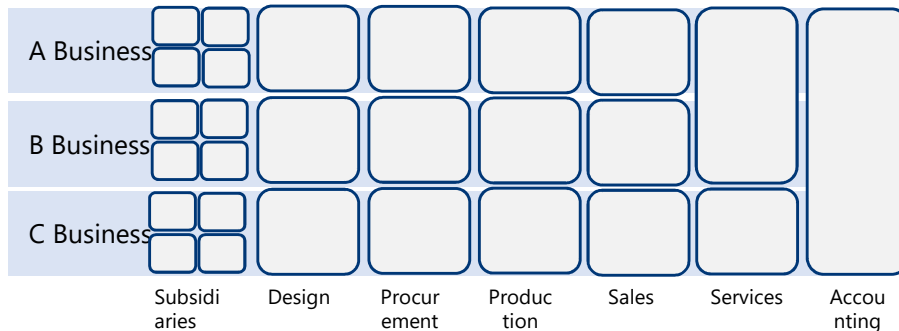 A Business
B Business
C Business
Subsidi
aries
Design
Procur
ement
Produc
tion
Sales
Services
Accou
nting